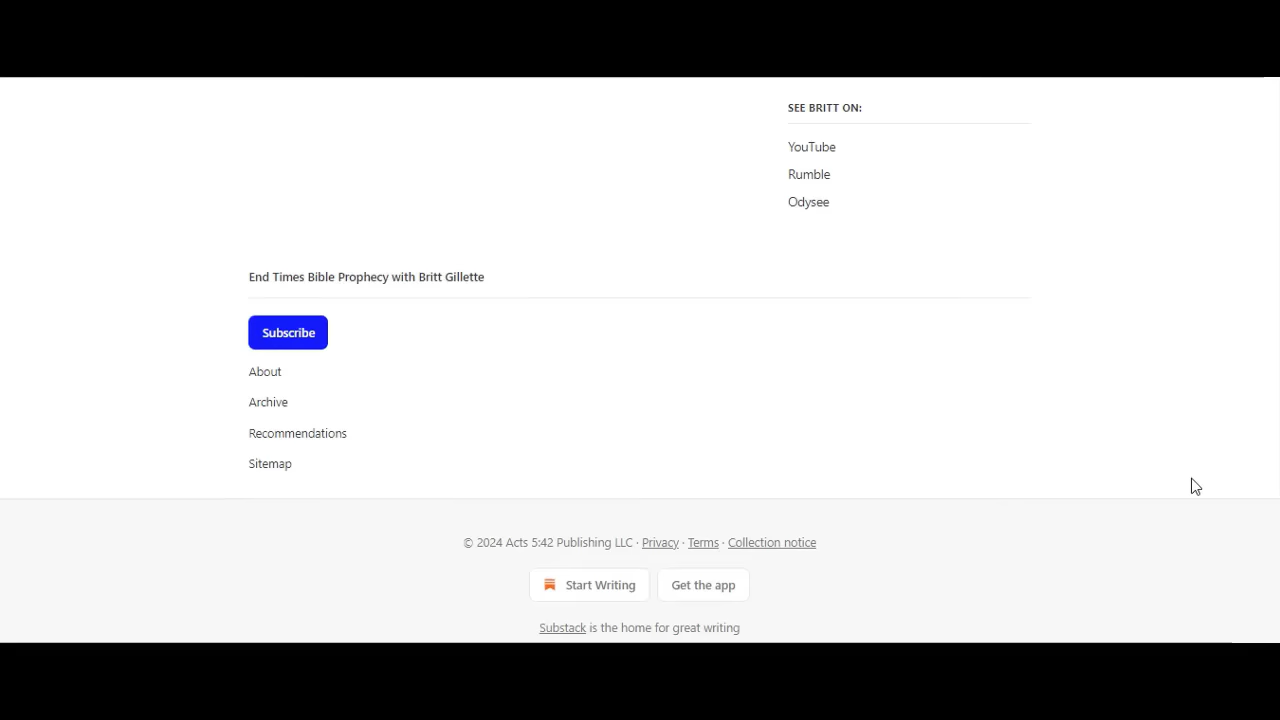 SEE BRITT ON:
YouTube
Rumble
Odysee
End Times Bible Prophecy with Britt Gillette
Subscribe
About
Archive
Recommendations
Sitemap
© 2024 Acts 5:42 Publishing LLC · Privacy · Terms · Collection notice
Start Writing Get the app
Substack is the home for great writing